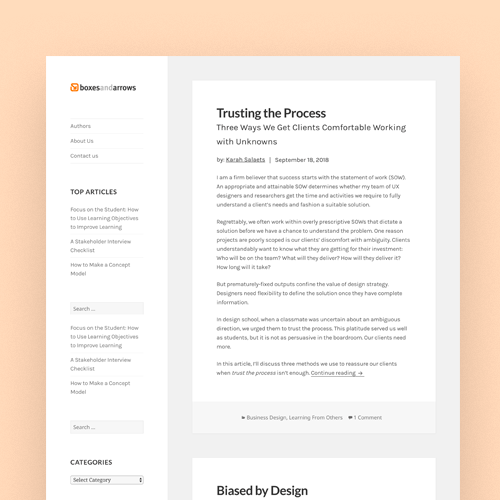 boxesandarrows
Authors
About Us
Contact us
TOP ARTICLES
Focus on the Student: How
to Use Learning Objectives
to Improve Learning
A Stakeholder Interview
Checklist
How to Make a Concept
Model
Search ...
Focus on the Student: How
to Use Learning Objectives
to Improve Learning
A Stakeholder Interview
Checklist
How to Make a Concept
Model
Search ...
CATEGORIES
Select Category
Trusting the Process
Three Ways We Get Clients Comfortable Working
with Unknowns
by: Karah Salaets | September 18, 2018
I am a firm believer that success starts with the statement of work (SOW).
An appropriate and attainable SOW determines whether my team of UX
designers and researchers get the time and activities we require to fully
understand a client's needs and fashion a suitable solution.
Regrettably, we often work within overly prescriptive SOWs that dictate a
solution before we have a chance to understand the problem. One reason
projects are poorly scoped is our clients' discomfort with ambiguity. Clients
understandably want to know what they are getting for their investment:
Who will be on the team? What will they deliver? How will they deliver it?
How long will it take?
But prematurely-fixed outputs confine the value of design strategy.
Designers need flexibility to define the solution once they have complete
information.
In design school, when a classmate was uncertain about an ambiguous
direction, we urged them to trust the process. This platitude served us well
as students, but it is not as persuasive in the boardroom. Our clients need
more.
In this article, I'll discuss three methods we use to reassure our clients
when trust the process isn't enough. Continue reading →
Business Design, Learning From Others 1 Comment
Biased by Design